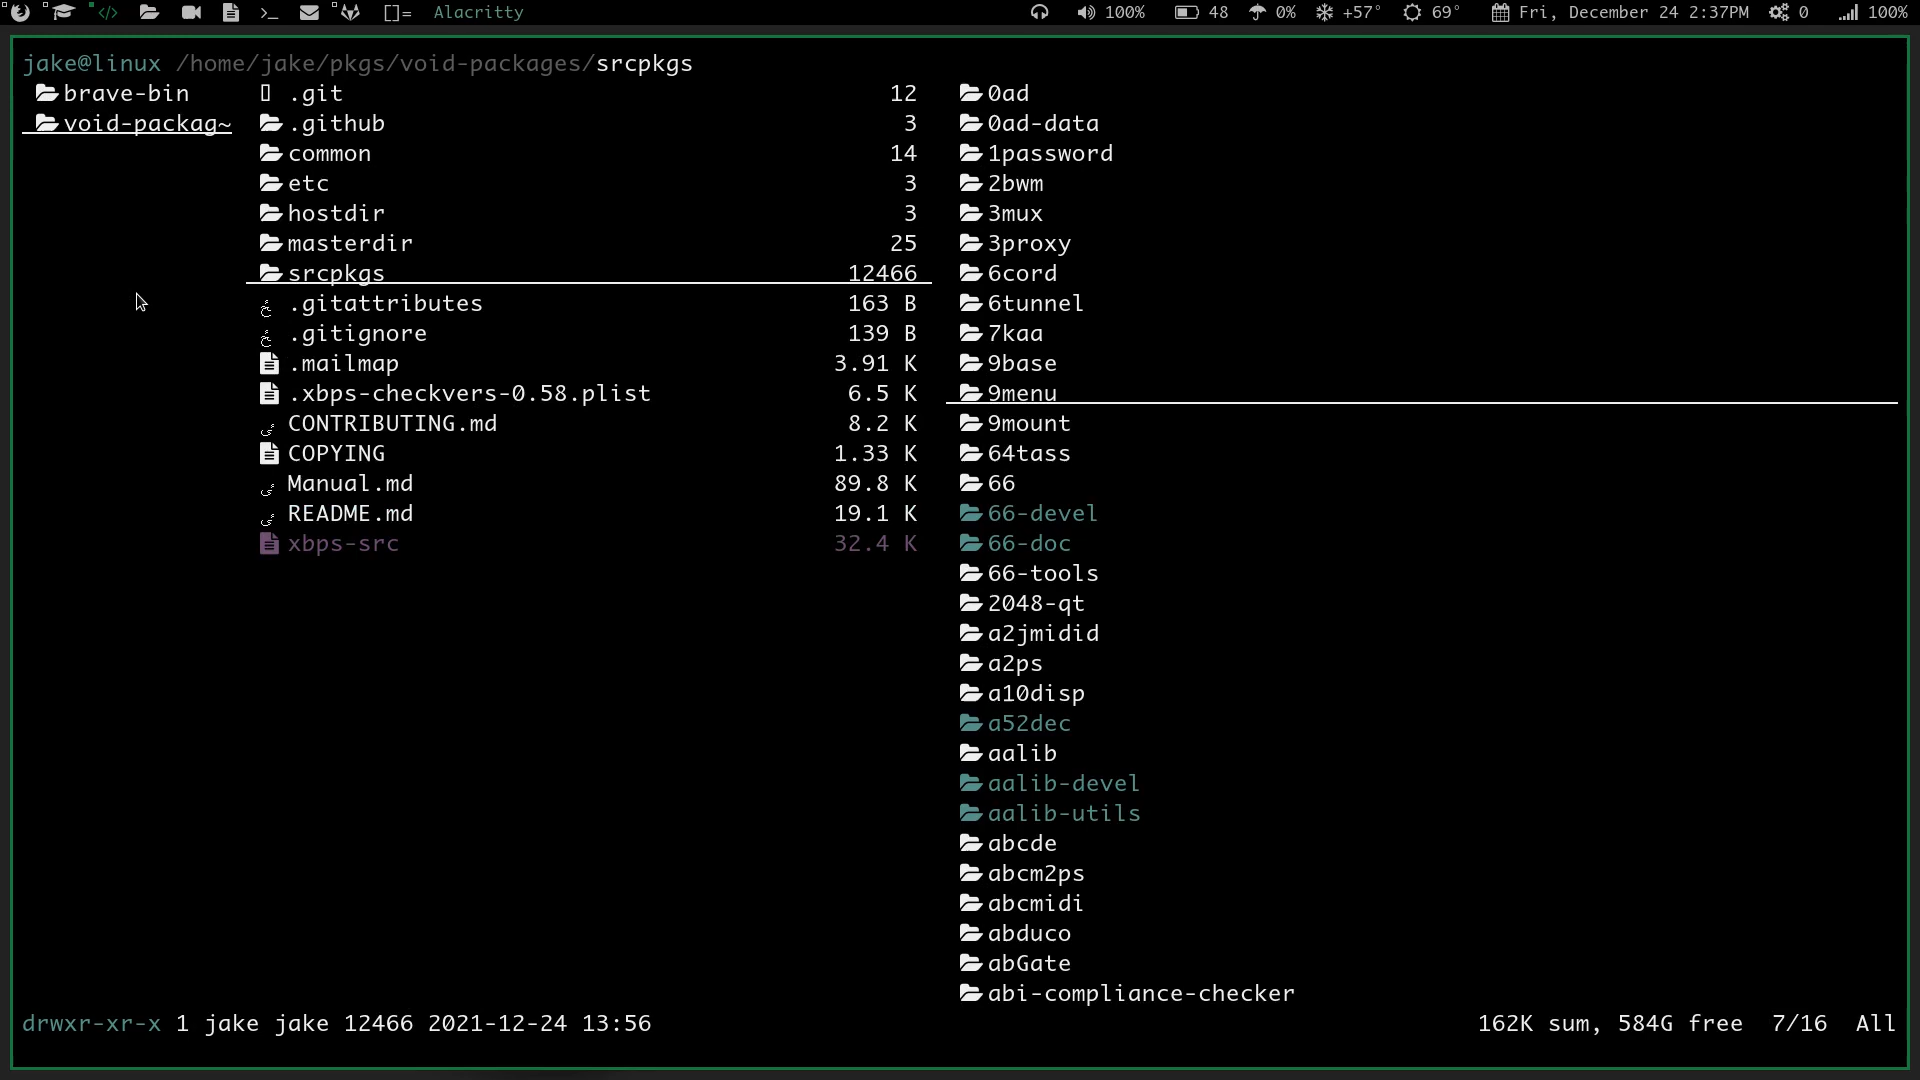 []= Alacritty 100% 48 0% +57° 69° Fri, December 24 2:37PM 0 100%
jake@linux /home/jake/pkgs/void-packages/srcpkgs
brave-bin
void-packag~
.git 12
.github 3
common 14
etc 3
hostdir 3
masterdir 25
srcpkgs 12466
.gitattributes 163 B
.gitignore 139 B
.mailmap 3.91 K
.xbps-checkvers-0.58.plist 6.5 K
CONTRIBUTING.md 8.2 K
COPYING 1.33 K
Manual.md 89.8 K
README.md 19.1 K
xbps-src 32.4 K
0ad
0ad-data
1password
2bwm
3mux
3proxy
6cord
6tunnel
7kaa
9base
9menu
9mount
64tass
66
66-devel
66-doc
66-tools
2048-qt
a2jmidid
a2ps
a10disp
a52dec
aalib
aalib-devel
aalib-utils
abcde
abcm2ps
abcmidi
abduco
abGate
abi-compliance-checker
drwxr-xr-x 1 jake jake 12466 2021-12-24 13:56 162K sum, 584G free 7/16 All